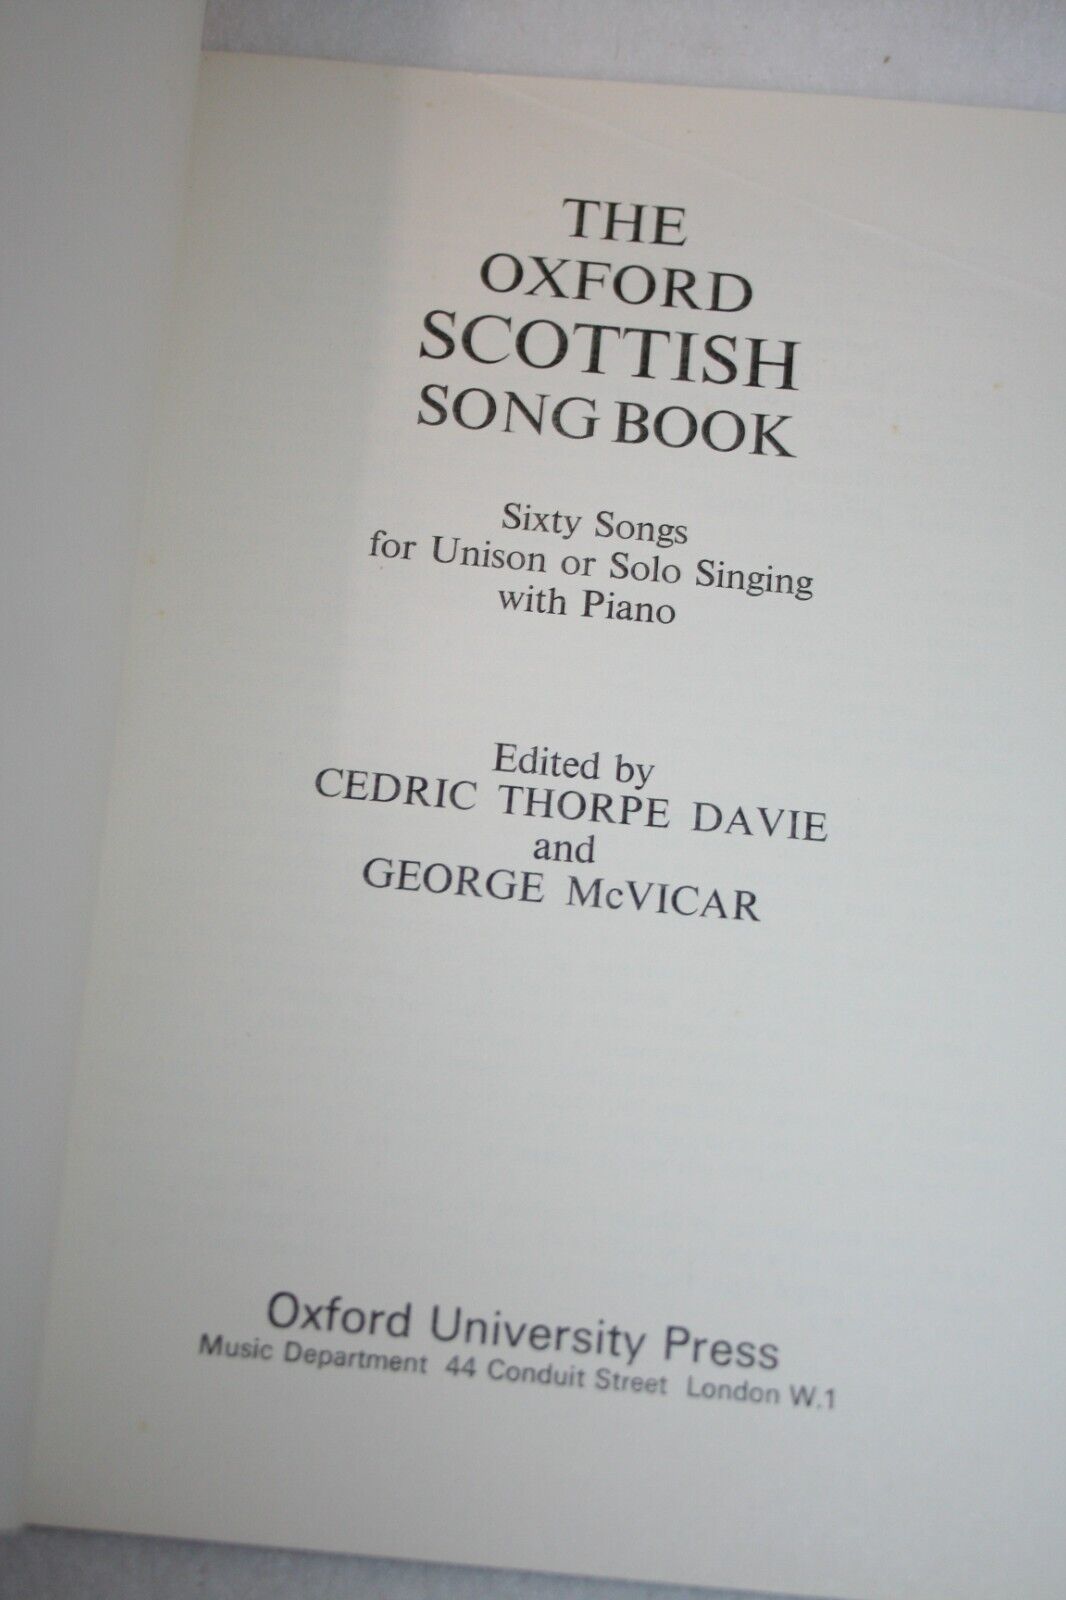 THE
OXFORD
SCOTTISH
SONG BOOK
Sixty Songs
for Unison or Solo Singing
with Piano
Edited by
CEDRIC THORPE DAVIE
and
GEORGE McVICAR
Oxford University Press
Music Department 44 Conduit Street London W.1